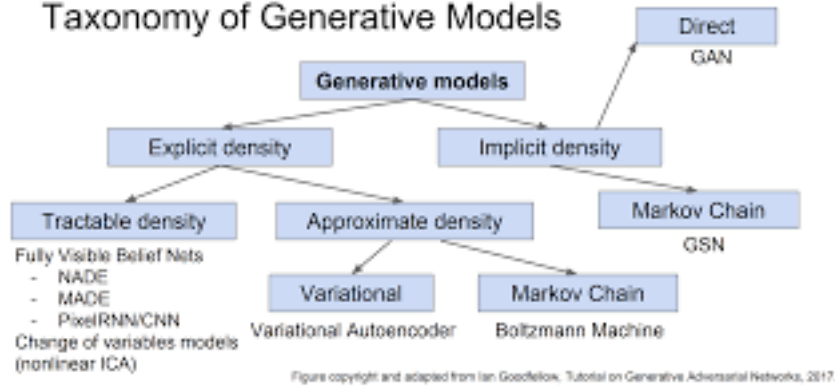 Taxonomy of Generative Models
Direct
GAN
Generative models
Explicit density
Implicit density
Tractable density
Approximate density
Markov Chain
GSN
Fully Visible Belief Nets
- NADE
- MADE
- PixelRNN/CNN
Change of variables models
(nonlinear ICA)
Variational
Variational Autoencoder
Markov Chain
Boltzmann Machine
Figure copyright and adapted from Ian Goodfellow, Tutorial on Generative Adversarial Networks, 2017.